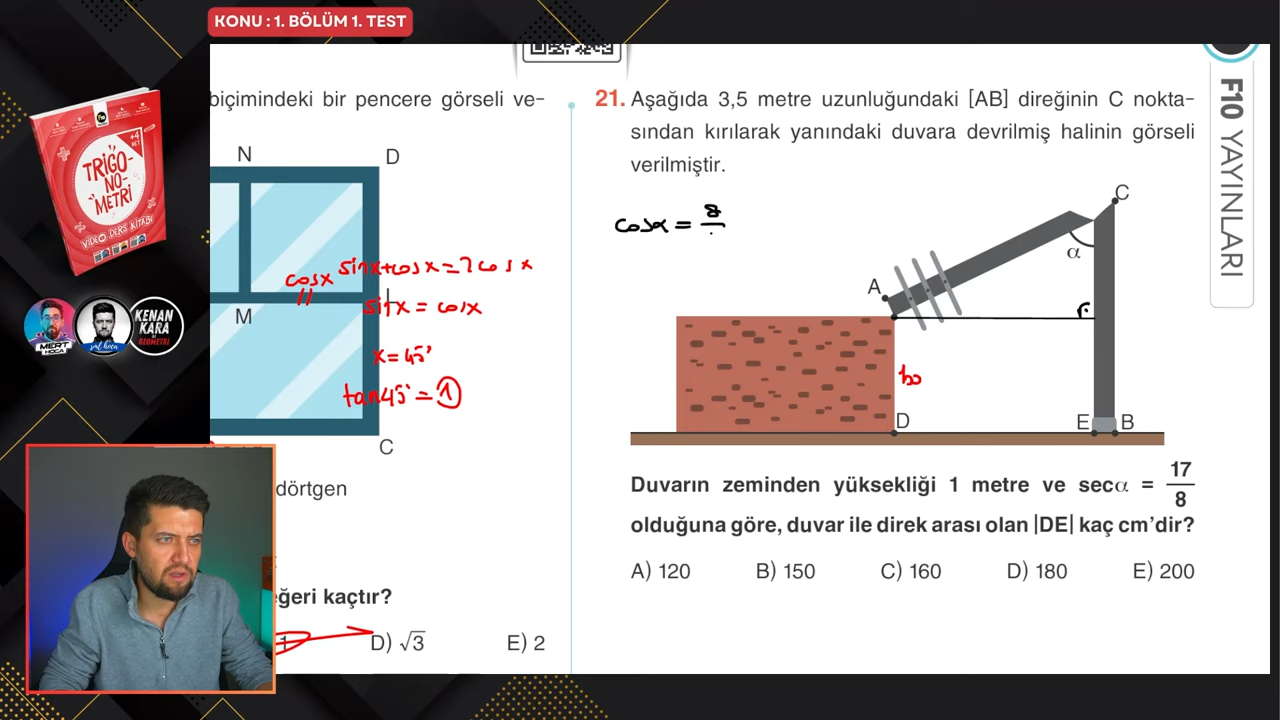 KONU : 1. BÖLÜM 1. TEST
TRİGO-
NO-
METRİ
VİDEO DERS KİTABI
+4
NET
MERT
HOCA
KENAN
KARA
GEOMETRİ
biçimindeki bir pencere görseli ve-
N
D
M
L
C
cosx
sinx+cosx=2cosx
sinx = cosx
x=45°
tan45°=1
dörtgen
eğeri kaçtır?
1
D) √3
E) 2
21. Aşağıda 3,5 metre uzunluğundaki [AB] direğinin C nokta-
sından kırılarak yanındaki duvara devrilmiş halinin görseli
verilmiştir.
cosα = 8
C
α
A
100
D
E
B
Duvarın zeminden yüksekliği 1 metre ve secα = 17/8
olduğuna göre, duvar ile direk arası olan |DE| kaç cm'dir?
A) 120
B) 150
C) 160
D) 180
E) 200
F10 YAYINLARI